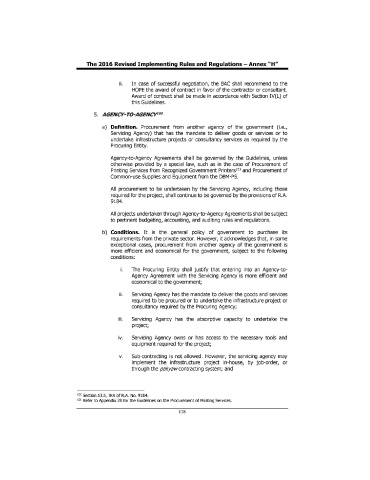 The 2016 Revised Implementing Rules and Regulations – Annex "H"
ii. In case of successful negotiation, the BAC shall recommend to the
HOPE the award of contract in favor of the contractor or consultant.
Award of contract shall be made in accordance with Section IV(L) of
this Guidelines.
5. AGENCY-TO-AGENCY
a) Definition. Procurement from another agency of the government (i.e.,
Servicing Agency) that has the mandate to deliver goods or services or to
undertake infrastructure projects or consultancy services as required by the
Procuring Entity.
Agency-to-Agency Agreements shall be governed by the Guidelines, unless
otherwise provided by a special law, such as in the case of Procurement of
Printing Services from Recognized Government Printers and Procurement of
Common-use Supplies and Equipment from the DBM-PS.
All procurement to be undertaken by the Servicing Agency, including those
required for the project, shall continue to be governed by the provisions of R.A.
9184.
All projects undertaken through Agency-to-Agency Agreements shall be subject
to pertinent budgeting, accounting, and auditing rules and regulations.
b) Conditions. It is the general policy of government to purchase its
requirements from the private sector. However, it acknowledges that, in some
exceptional cases, procurement from another agency of the government is
more efficient and economical for the government, subject to the following
conditions:
i. The Procuring Entity shall justify that entering into an Agency-to-
Agency Agreement with the Servicing Agency is more efficient and
economical to the government;
ii. Servicing Agency has the mandate to deliver the goods and services
required to be procured or to undertake the infrastructure project or
consultancy required by the Procuring Agency;
iii. Servicing Agency has the absorptive capacity to undertake the
project;
iv. Servicing Agency owns or has access to the necessary tools and
equipment required for the project;
v. Sub-contracting is not allowed. However, the servicing agency may
implement the infrastructure project in-house, by job-order, or
through the pakyaw contracting system; and
Section 53.5, IRR of R.A. No. 9184.
Refer to Appendix 28 for the Guidelines on the Procurement of Printing Services.